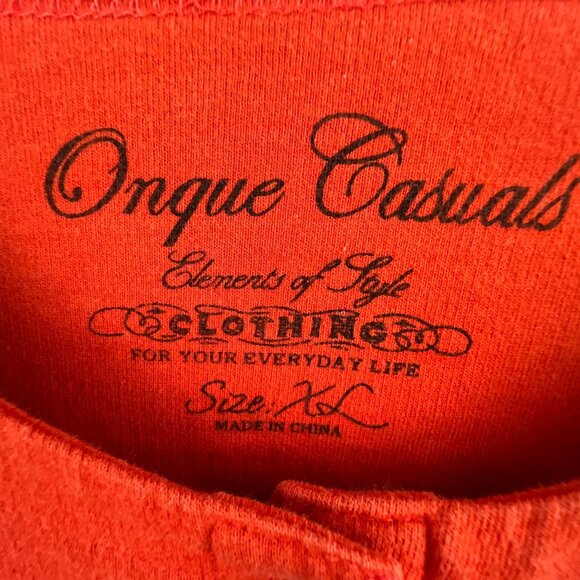 Onque Casuals
Elements of Style
CLOTHING
FOR YOUR EVERYDAY LIFE
Size: XL
MADE IN CHINA